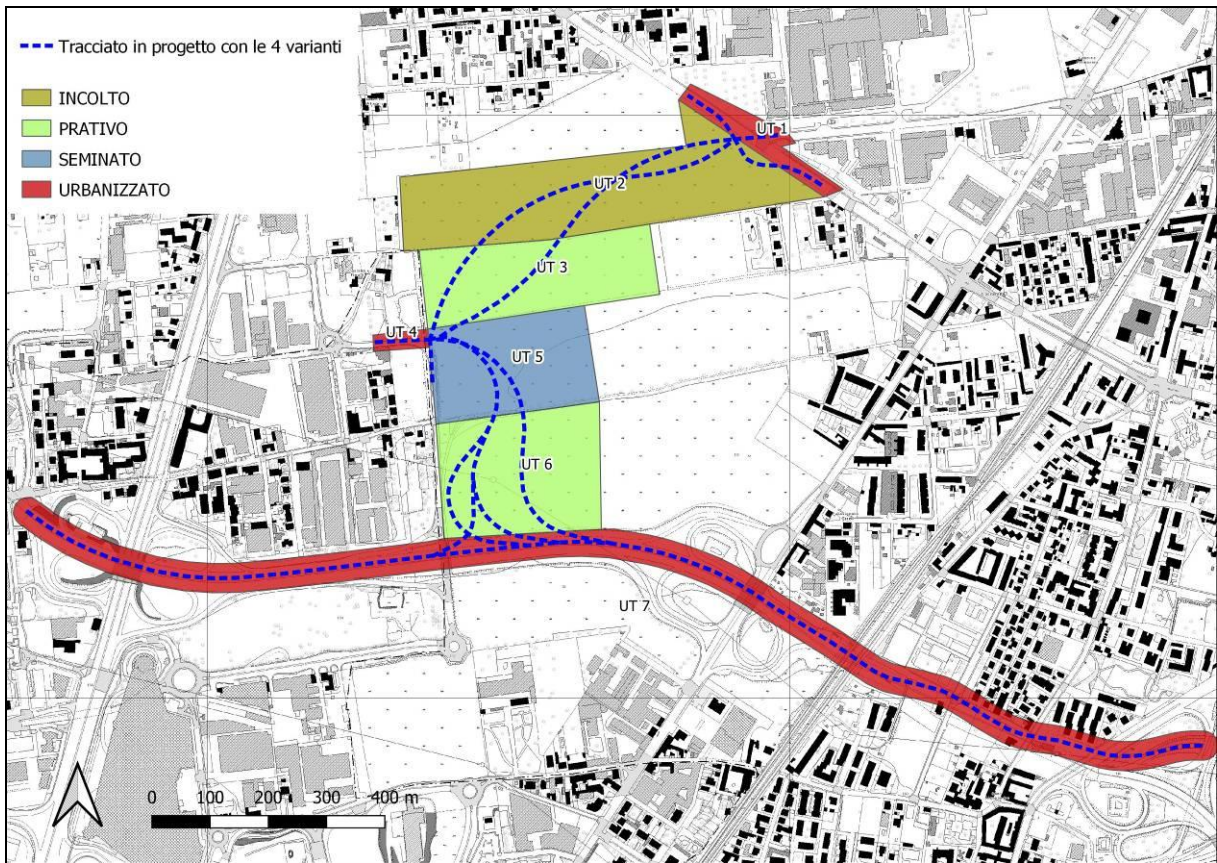 Tracciato in progetto con le 4 varianti
INCOLTO
PRATIVO
SEMINATO
URBANIZZATO
UT 1
UT 2
UT 3
UT 4
UT 5
UT 6
UT 7
0 100 200 300 400 m